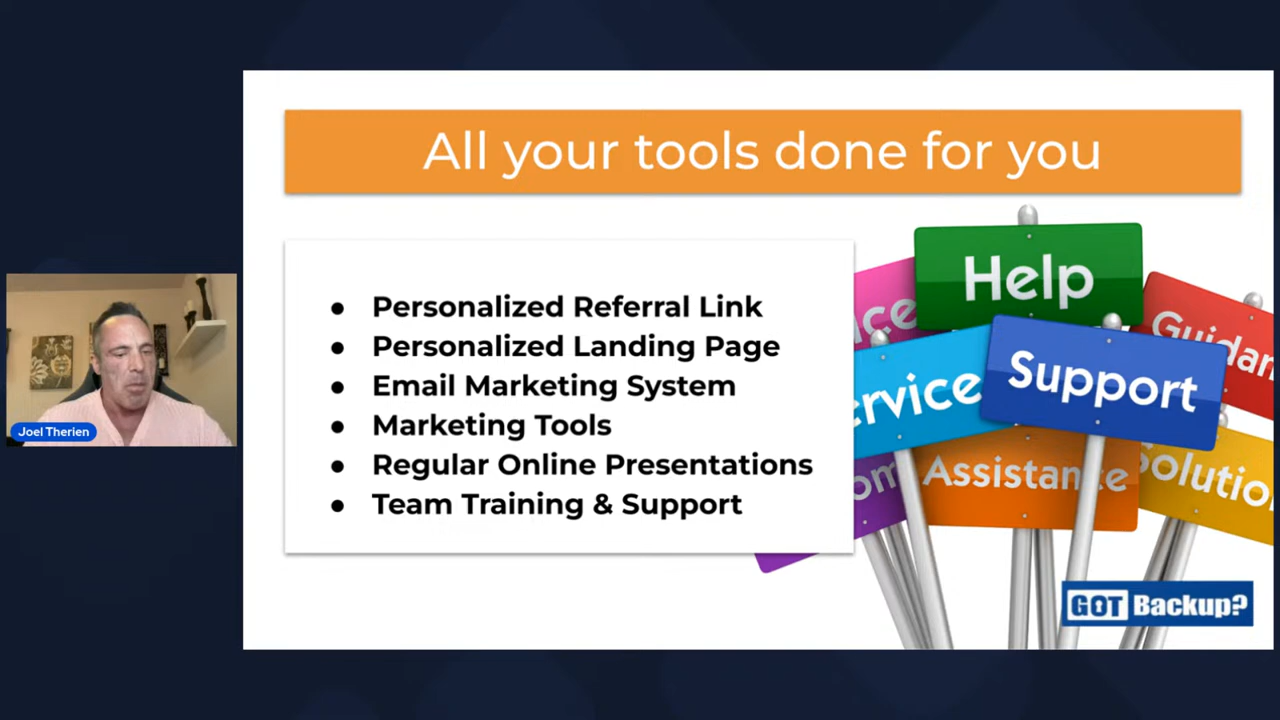 All your tools done for you
Personalized Referral Link
Personalized Landing Page
Email Marketing System
Marketing Tools
Regular Online Presentations
Team Training & Support
Help
Support
Assistance
GOT Backup?
Joel Therien